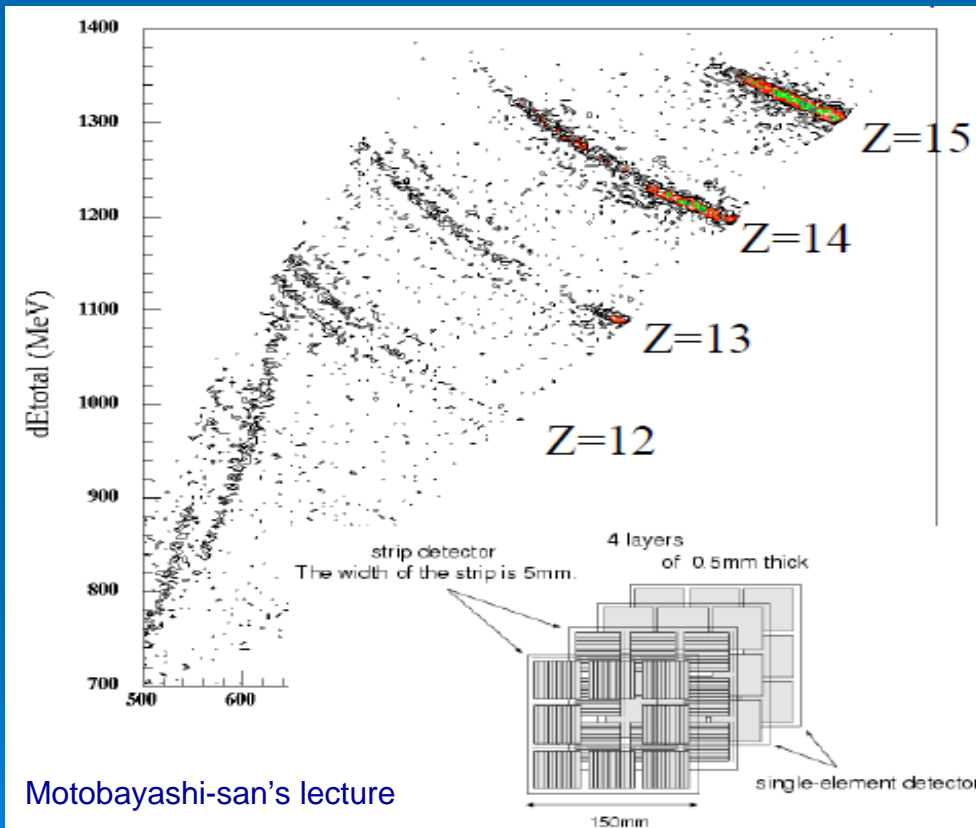 1400
1300
1200
1100
1000
900
800
700
500
600
dEtotal (MeV)
Z=15
Z=14
Z=13
Z=12
strip detector
The width of the strip is 5mm.
4 layers
of 0.5mm thick
single-element detector
150mm
Motobayashi-san's lecture